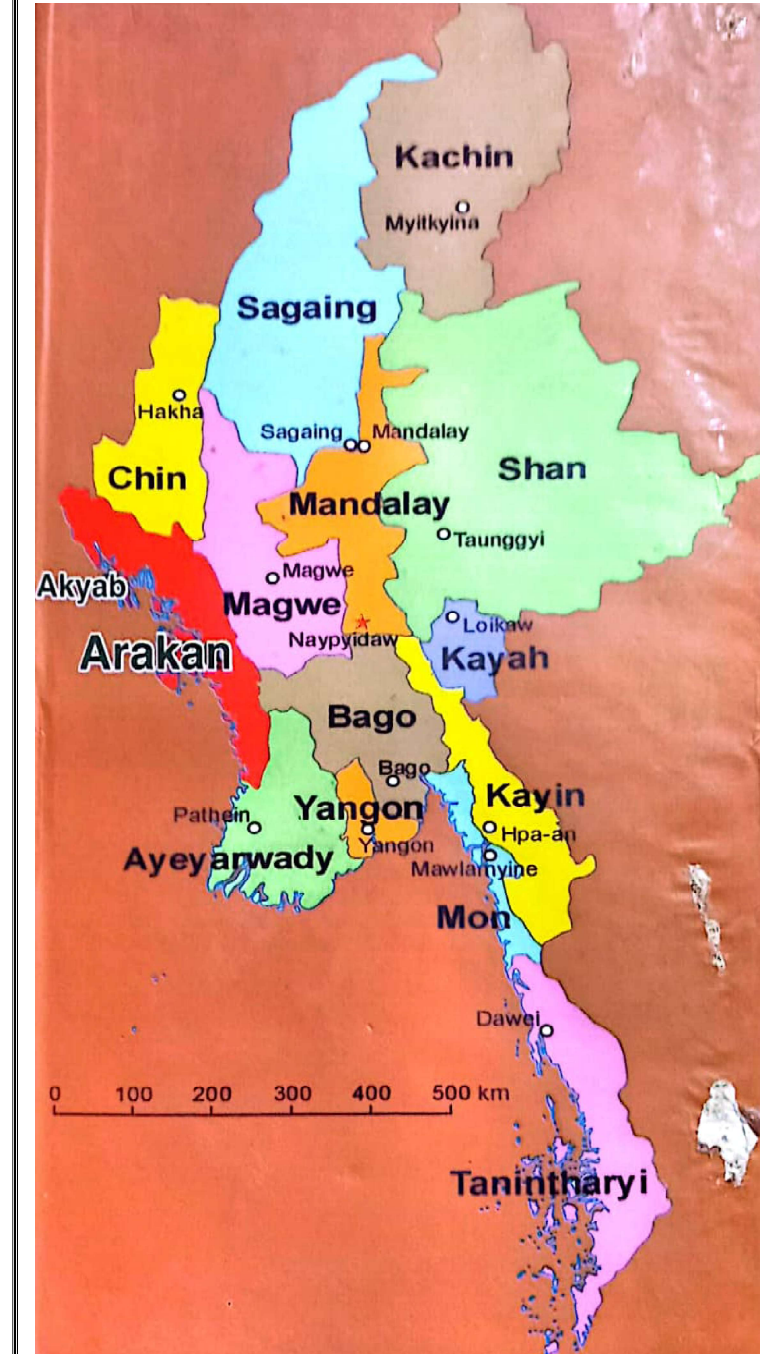 Kachin
Myitkyina
Sagaing
Hakha
Sagaing
Mandalay
Chin
Shan
Mandalay
Taunggyi
Magwe
Akyab
Magwe
Loikaw
Naypyidaw
Arakan
Kayah
Bago
Bago
Kayin
Yangon
Pathein
Hpa-an
Yangon
Ayeyarwady
Mawlamyine
Mon
Dawei
0 100 200 300 400 500 km
Tanintharyi